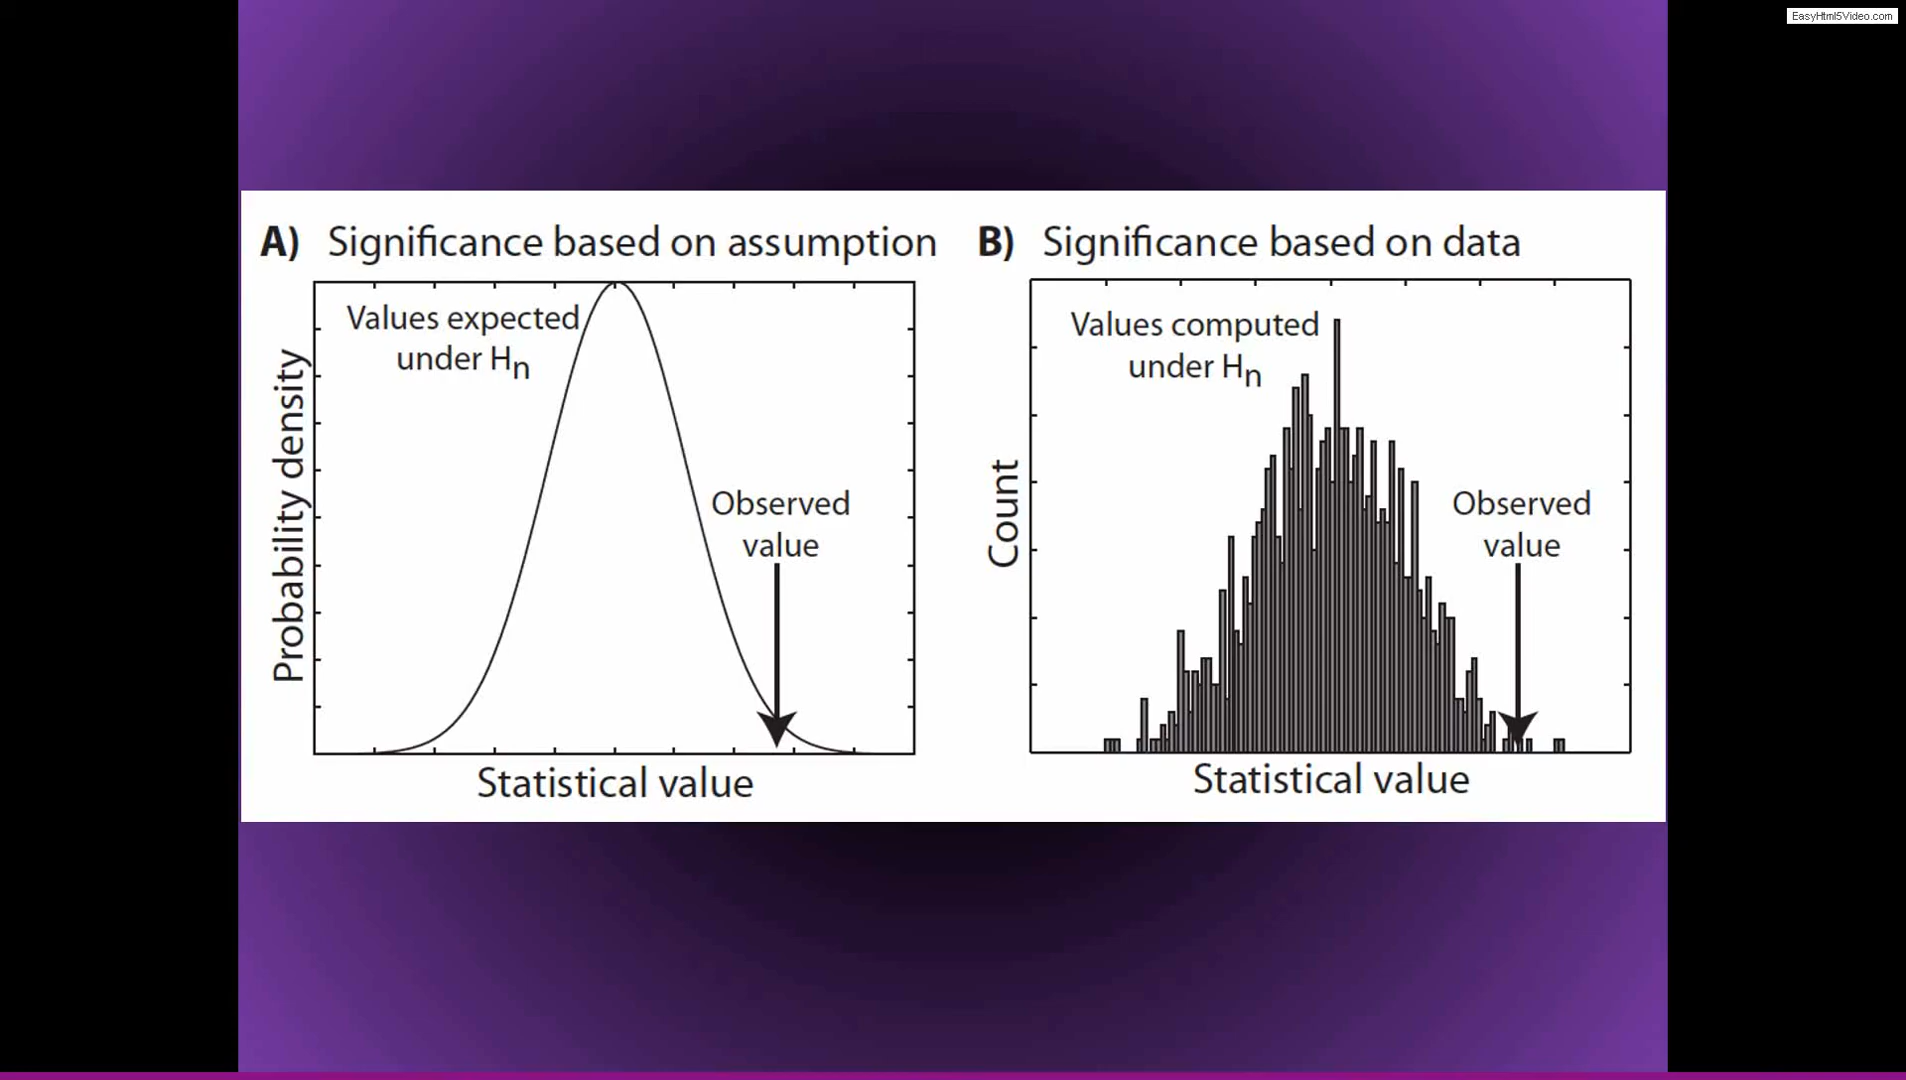 EasyHtml5Video.com
A) Significance based on assumption
Values expected
under Hn
Observed
value
Probability density
Statistical value
B) Significance based on data
Values computed
under Hn
Observed
value
Count
Statistical value